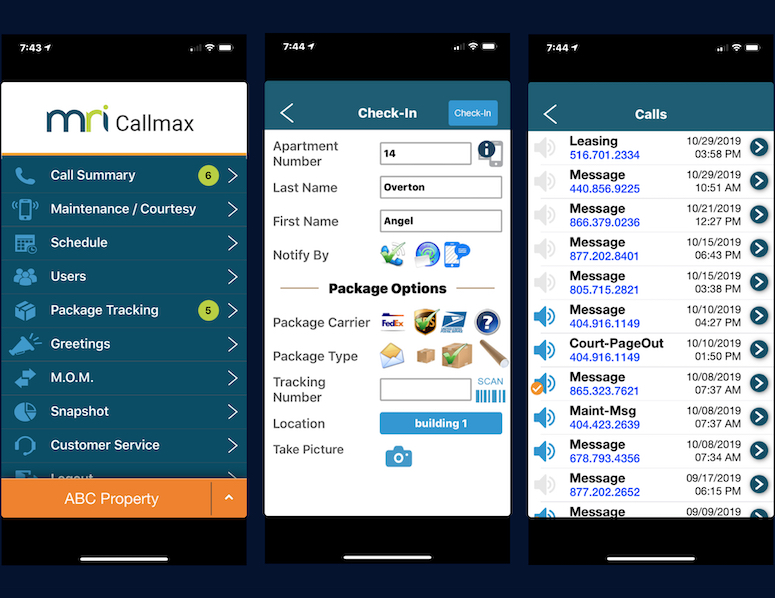 7:43
mri Callmax
Call Summary 6
Maintenance / Courtesy
Schedule
Users
Package Tracking 5
Greetings
M.O.M.
Snapshot
Customer Service
Logout
ABC Property
7:44
Check-In
Check-In
Apartment Number
14
Last Name
Overton
First Name
Angel
Notify By
Package Options
Package Carrier
FedEx
UPS
Package Type
Tracking Number
SCAN
Location
building 1
Take Picture
7:44
Calls
Leasing 10/29/2019
516.701.2334 03:58 PM
Message 10/29/2019
440.856.9225 10:51 AM
Message 10/21/2019
866.379.0236 12:27 PM
Message 10/15/2019
877.202.8401 06:43 PM
Message 10/15/2019
805.715.2821 03:38 PM
Message 10/10/2019
404.916.1149 04:27 PM
Court-PageOut 10/10/2019
404.916.1149 01:50 PM
Message 10/08/2019
865.323.7621 07:37 AM
Maint-Msg 10/08/2019
404.423.2639 07:37 AM
Message 10/08/2019
678.793.4356 07:34 AM
Message 09/17/2019
877.202.2652 06:15 PM
Message 09/09/2019